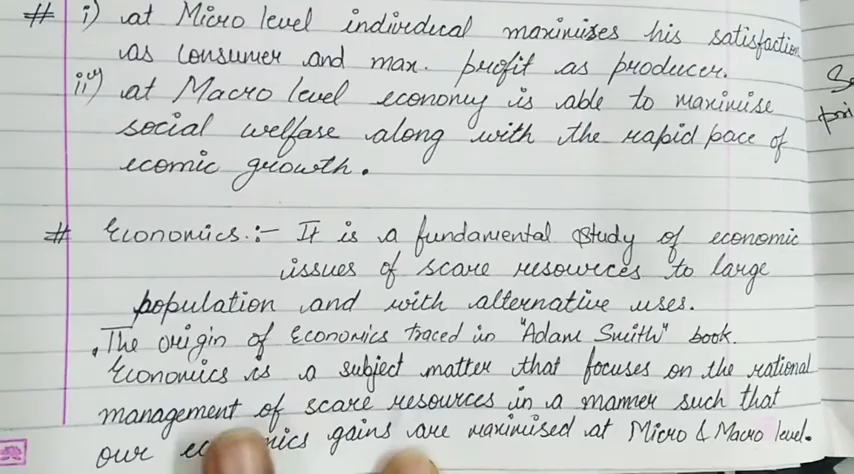 # i) at Micro level individual maximizes his satisfaction
as consumer and max. profit as producer.
ii) at Macro level economy is able to maximise
social welfare along with the rapid pace of
ecomic growth.
# Economics :- It is a fundamental study of economic
issues of scare resources to large
population and with alternative uses.
The origin of Economics traced in "Adam Smith" book.
Economics is a subject matter that focuses on the rational
management of scare resources in a manner such that
our gains are maximised at Micro & Macro level.